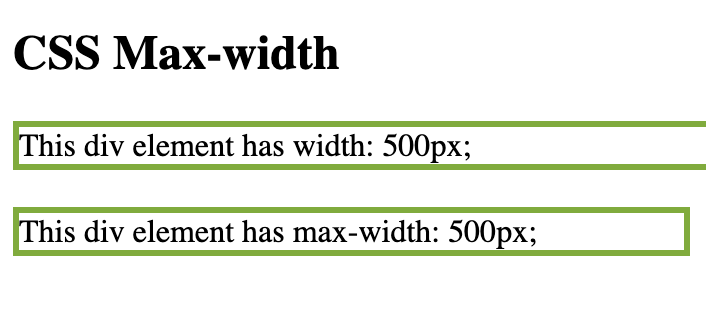 CSS Max-width
This div element has width: 500px;
This div element has max-width: 500px;